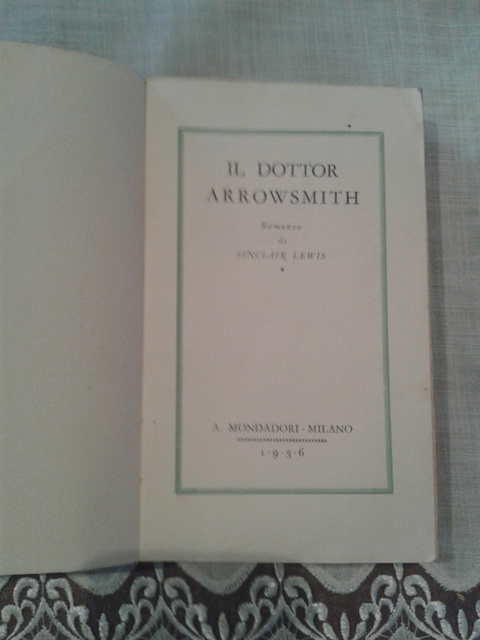 IL DOTTOR
ARROWSMITH
Romanzo
di
SINCLAIR LEWIS
*
A. MONDADORI · MILANO
1 · 9 · 3 · 6